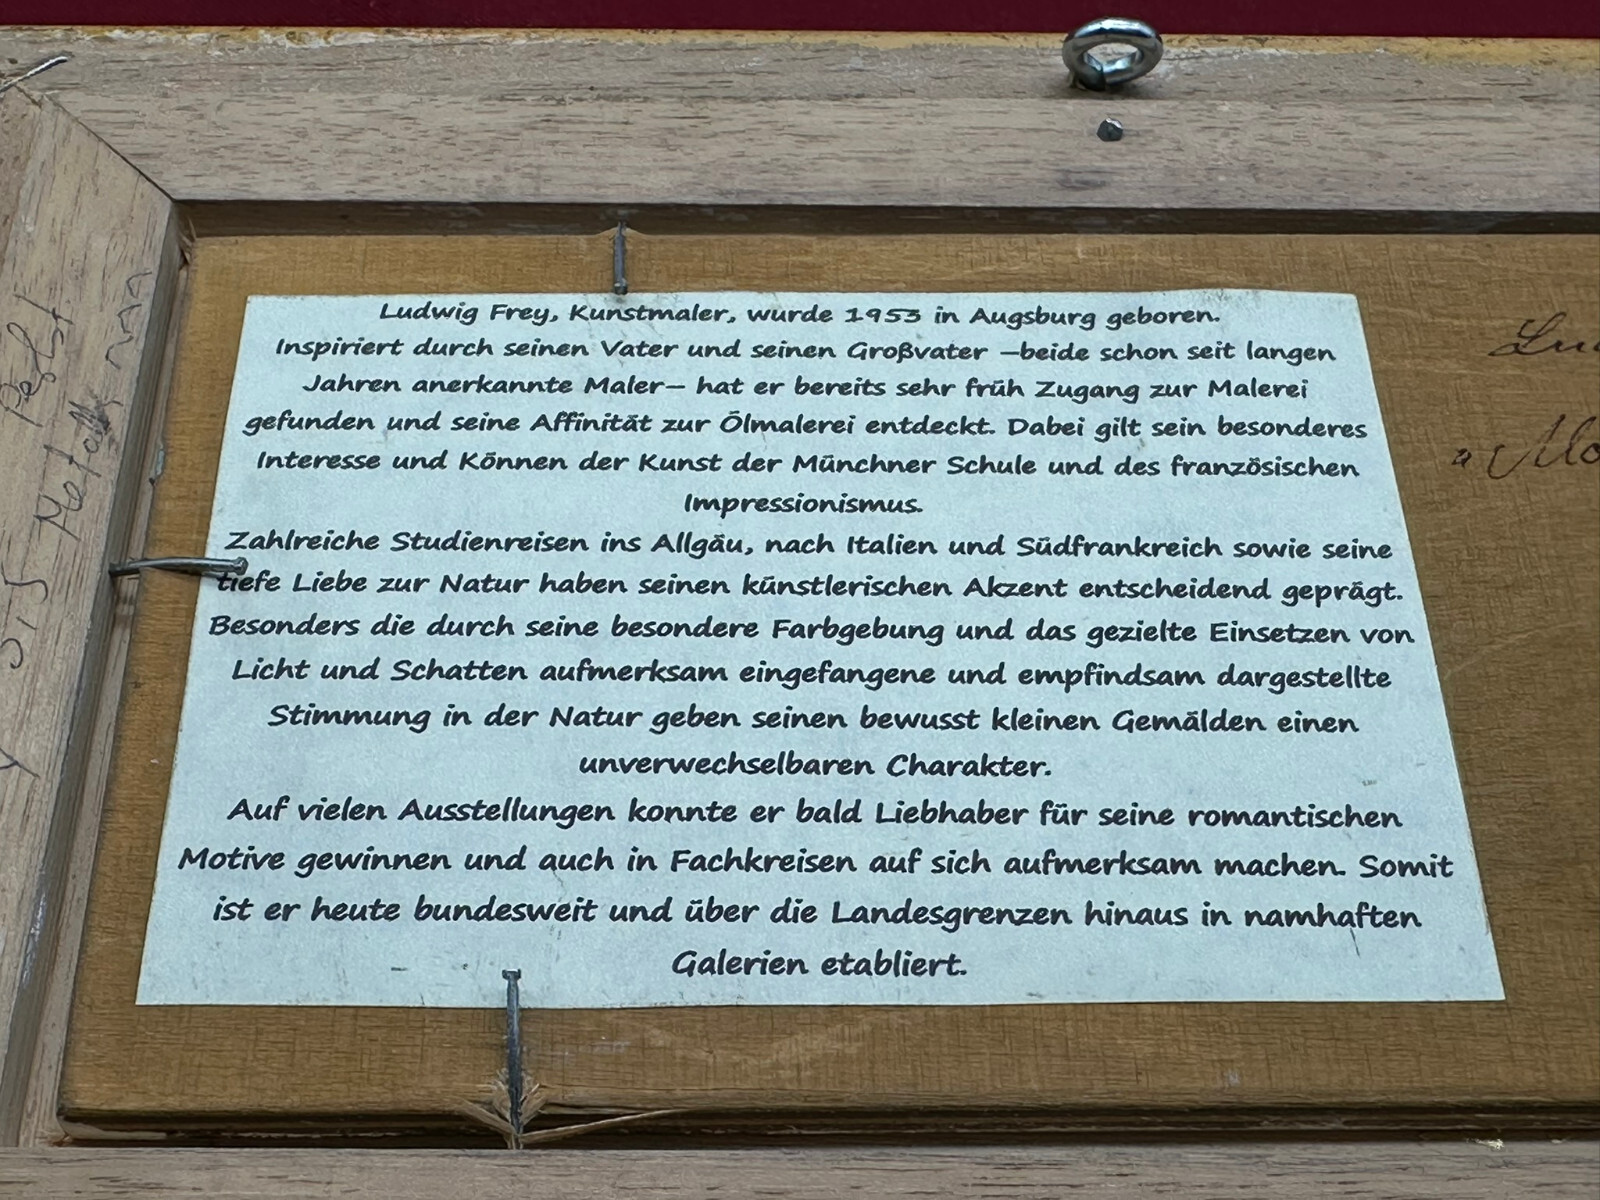 Ludwig Frey, Kunstmaler, wurde 1953 in Augsburg geboren.
Inspiriert durch seinen Vater und seinen Großvater –beide schon seit langen
Jahren anerkannte Maler– hat er bereits sehr früh Zugang zur Malerei
gefunden und seine Affinität zur Ölmalerei entdeckt. Dabei gilt sein besonderes
Interesse und Können der Kunst der Münchner Schule und des französischen
Impressionismus.
Zahlreiche Studienreisen ins Allgäu, nach Italien und Südfrankreich sowie seine
tiefe Liebe zur Natur haben seinen künstlerischen Akzent entscheidend geprägt.
Besonders die durch seine besondere Farbgebung und das gezielte Einsetzen von
Licht und Schatten aufmerksam eingefangene und empfindsam dargestellte
Stimmung in der Natur geben seinen bewusst kleinen Gemälden einen
unverwechselbaren Charakter.
Auf vielen Ausstellungen konnte er bald Liebhaber für seine romantischen
Motive gewinnen und auch in Fachkreisen auf sich aufmerksam machen. Somit
ist er heute bundesweit und über die Landesgrenzen hinaus in namhaften
Galerien etabliert.